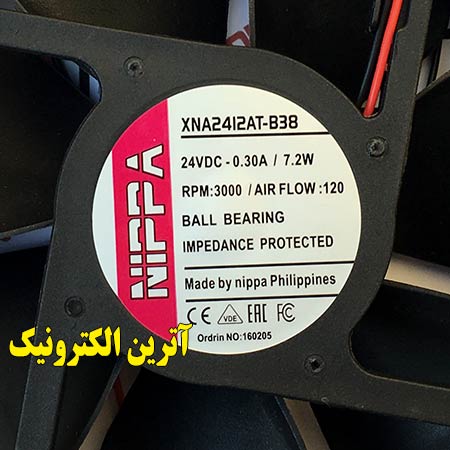 NIPPA
XNA2412AT-B38
24VDC - 0.30A / 7.2W
RPM:3000 / AIR FLOW :120
BALL BEARING
IMPEDANCE PROTECTED
Made by nippa Philippines
CE VDE EAC FC
Ordrin NO:160205
آترین الکترونیک